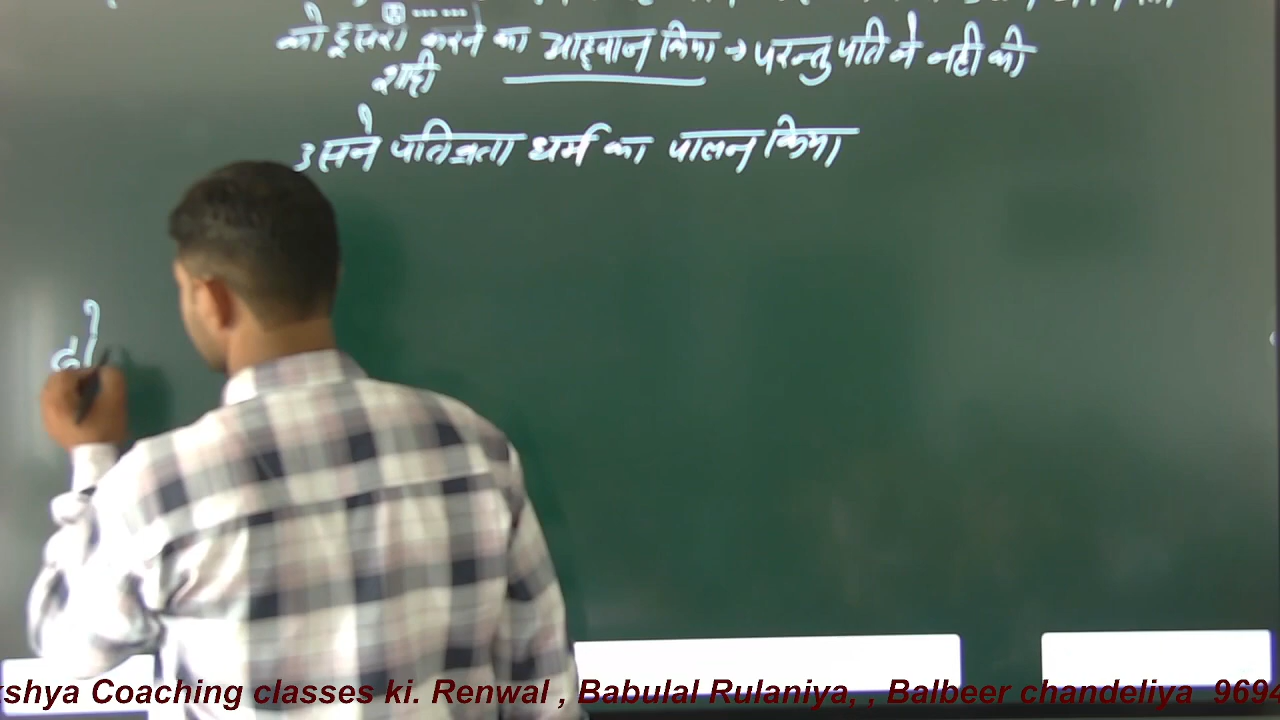 को दूसरी करने का आह्वान किया → परन्तु पति ने नही की
शादी
उसने पतिव्रता धर्म का पालन किया
kshya Coaching classes ki. Renwal , Babulal Rulaniya, , Balbeer chandeliya 9694